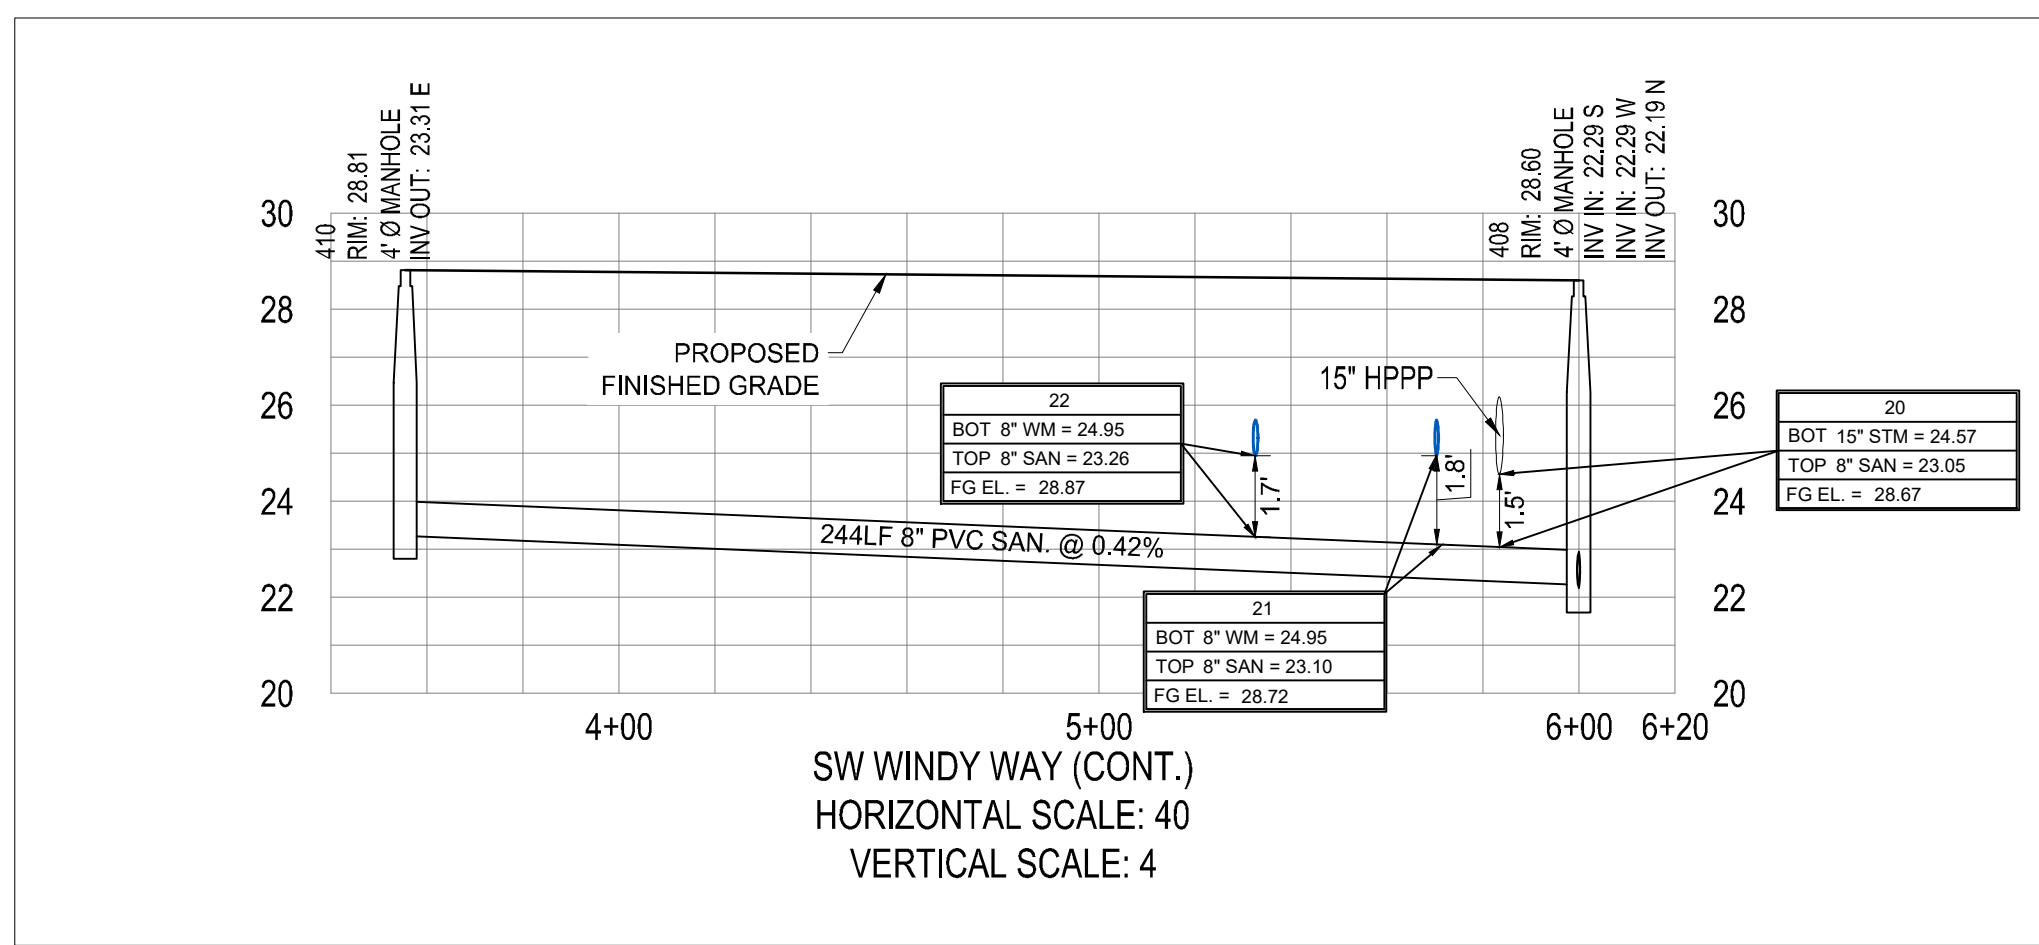 410
RIM: 28.81
4' Ø MANHOLE
INV OUT: 23.31 E
408
RIM: 28.60
4' Ø MANHOLE
INV IN: 22.29 S
INV IN: 22.29 W
INV OUT: 22.19 N
30
28
26
24
22
20
30
28
26
24
22
20
PROPOSED
FINISHED GRADE
15" HPPP
22
BOT 8" WM = 24.95
TOP 8" SAN = 23.26
FG EL. = 28.87
20
BOT 15" STM = 24.57
TOP 8" SAN = 23.05
FG EL. = 28.67
1.7'
1.8'
1.5'
244LF 8" PVC SAN. @ 0.42%
21
BOT 8" WM = 24.95
TOP 8" SAN = 23.10
FG EL. = 28.72
4+00
5+00
6+00
6+20
SW WINDY WAY (CONT.)
HORIZONTAL SCALE: 40
VERTICAL SCALE: 4